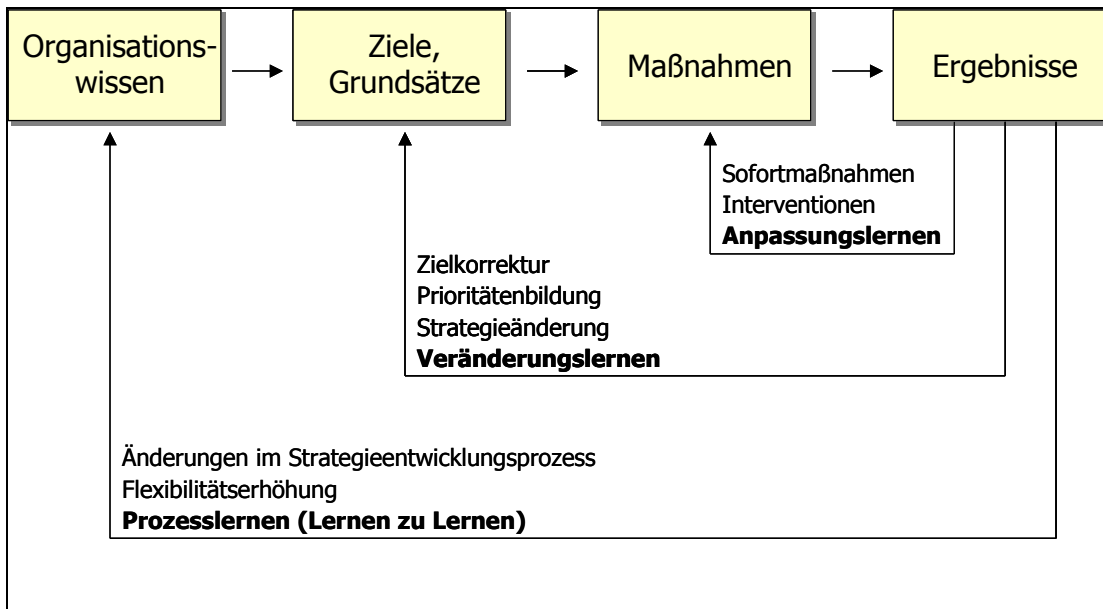 Organisations-
wissen
Ziele,
Grundsätze
Maßnahmen
Ergebnisse
Sofortmaßnahmen
Interventionen
Anpassungslernen
Zielkorrektur
Prioritätenbildung
Strategieänderung
Veränderungslernen
Änderungen im Strategieentwicklungsprozess
Flexibilitätserhöhung
Prozesslernen (Lernen zu Lernen)